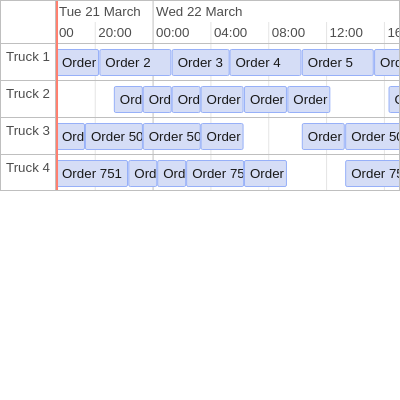 Tue 21 March Wed 22 March
00 20:00 00:00 04:00 08:00 12:00 16
Truck 1 Order Order 2 Order 3 Order 4 Order 5 Ord
Truck 2 Ord Ord Ord Order Order Order
Truck 3 Ord Order 50 Order 50 Order Order Order 50
Truck 4 Order 751 Ord Ord Order 75 Order Order 75